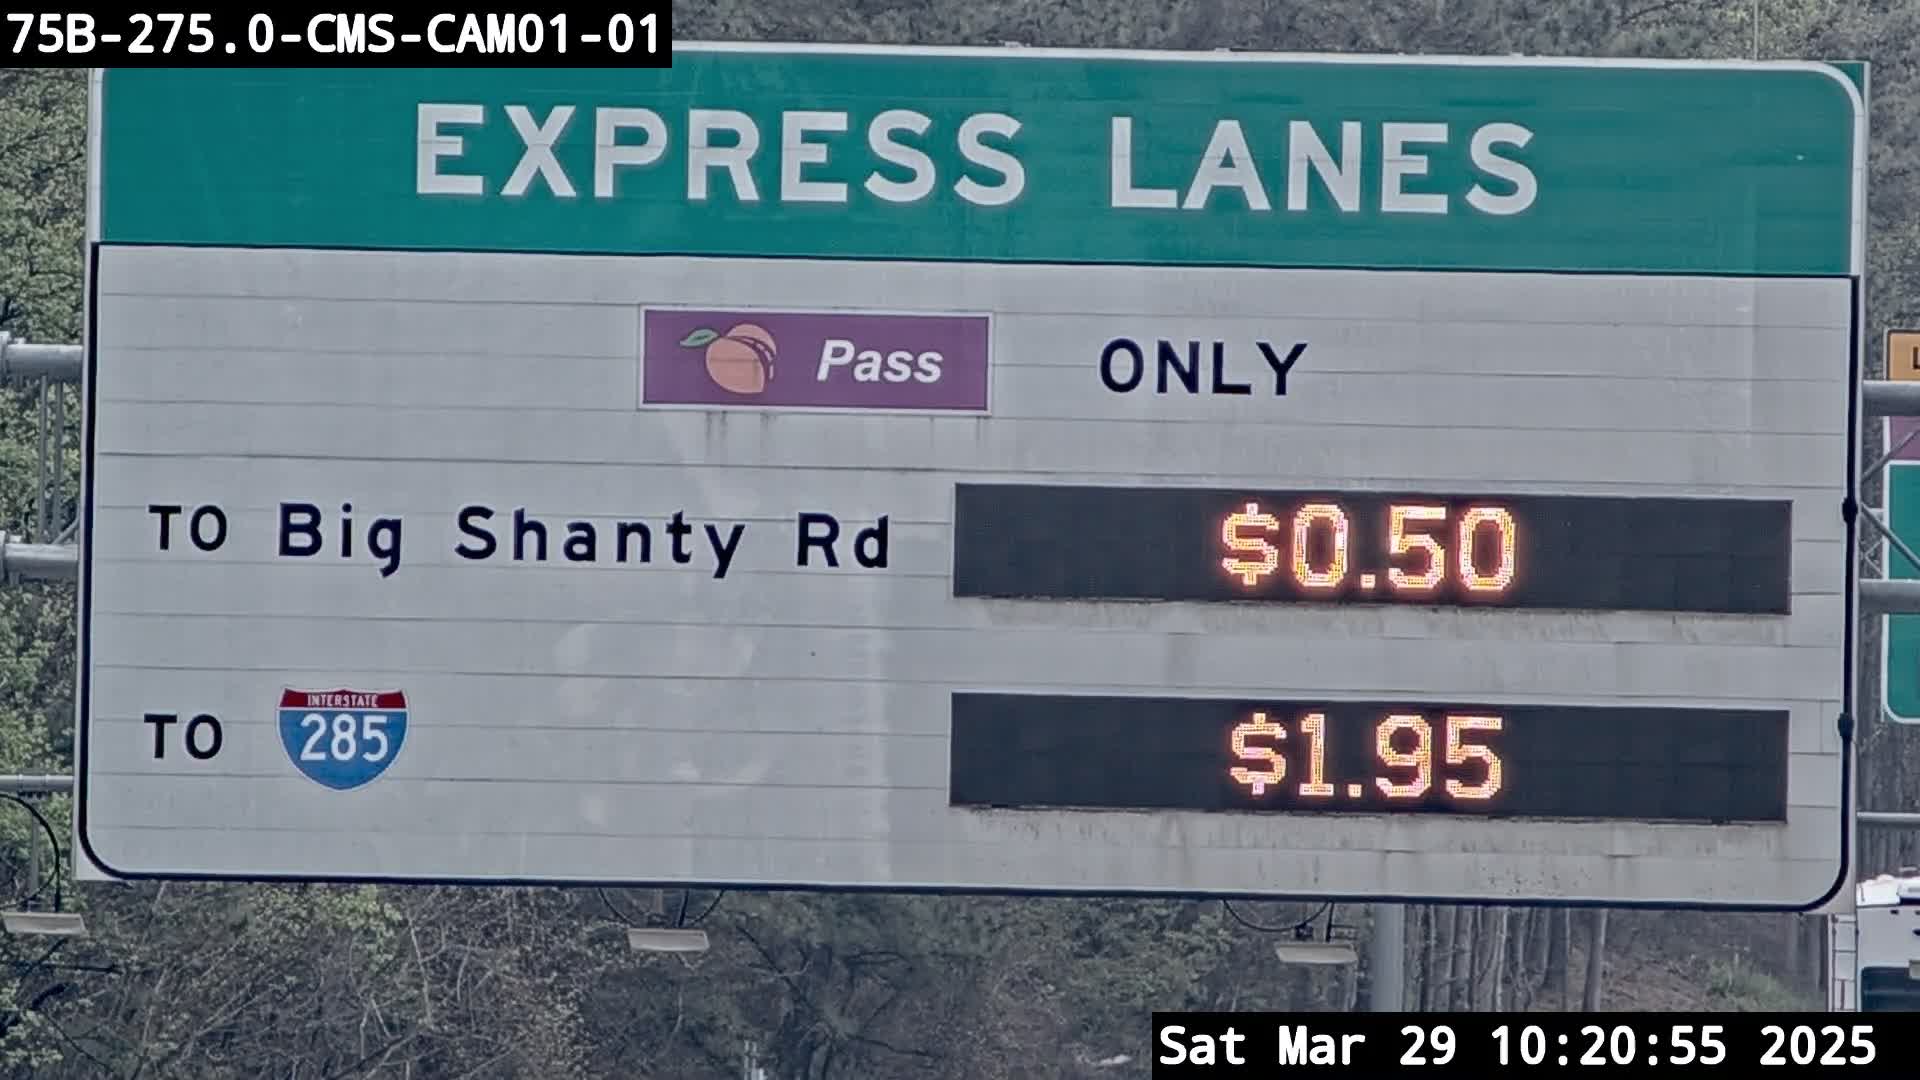 75B-275.0-CMS-CAM01-01
EXPRESS LANES
Pass ONLY
TO Big Shanty Rd $0.50
INTERSTATE
TO 285 $1.95
Sat Mar 29 10:20:55 2025